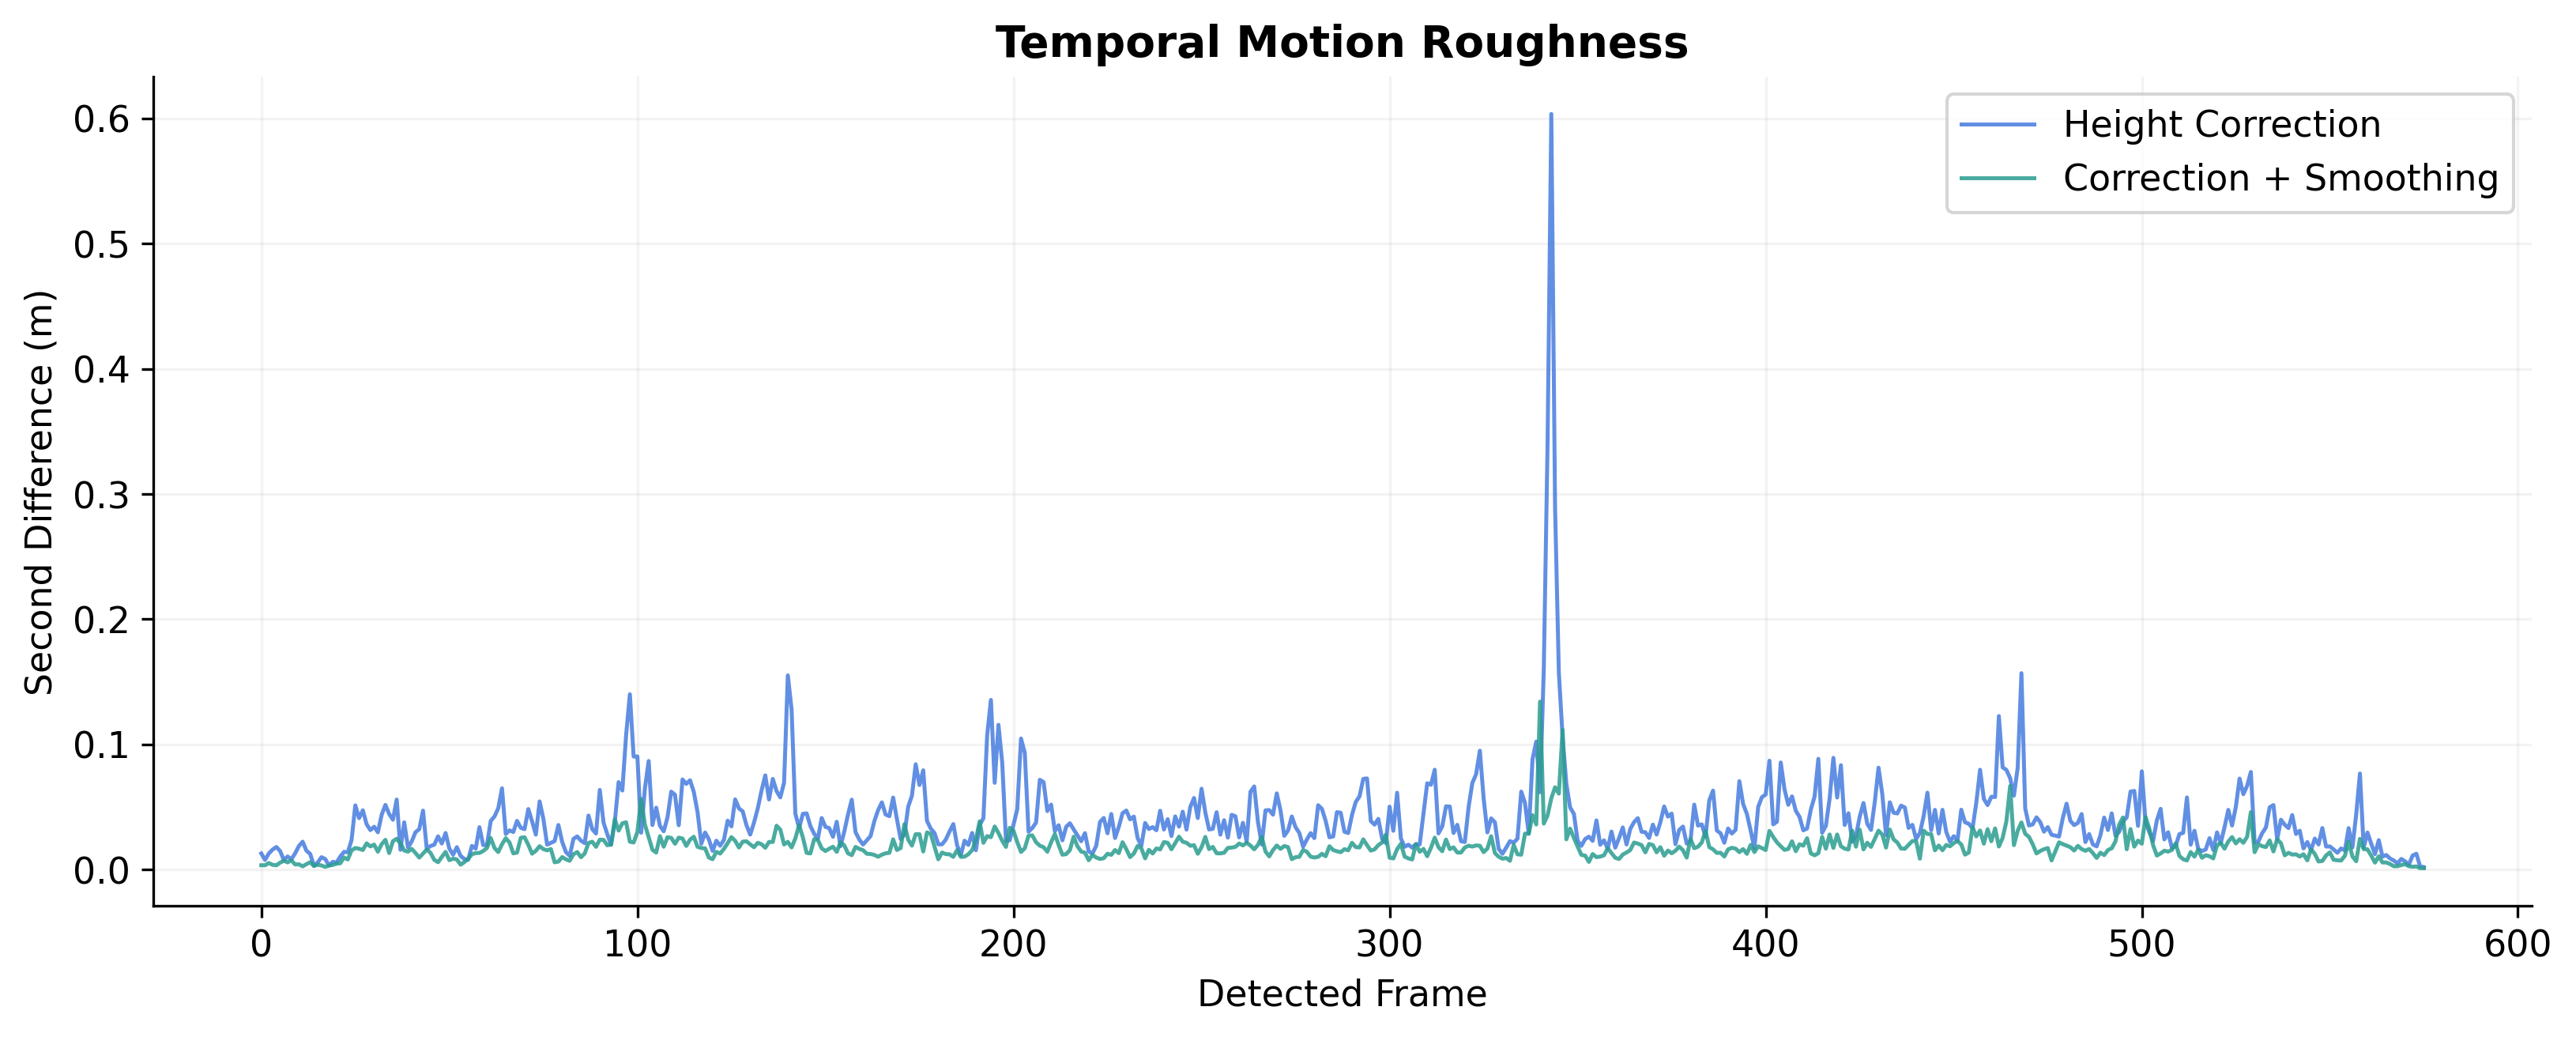 Temporal Motion Roughness
Height Correction
Correction + Smoothing
Second Difference (m)
0.6
0.5
0.4
0.3
0.2
0.1
0.0
0 100 200 300 400 500 600
Detected Frame